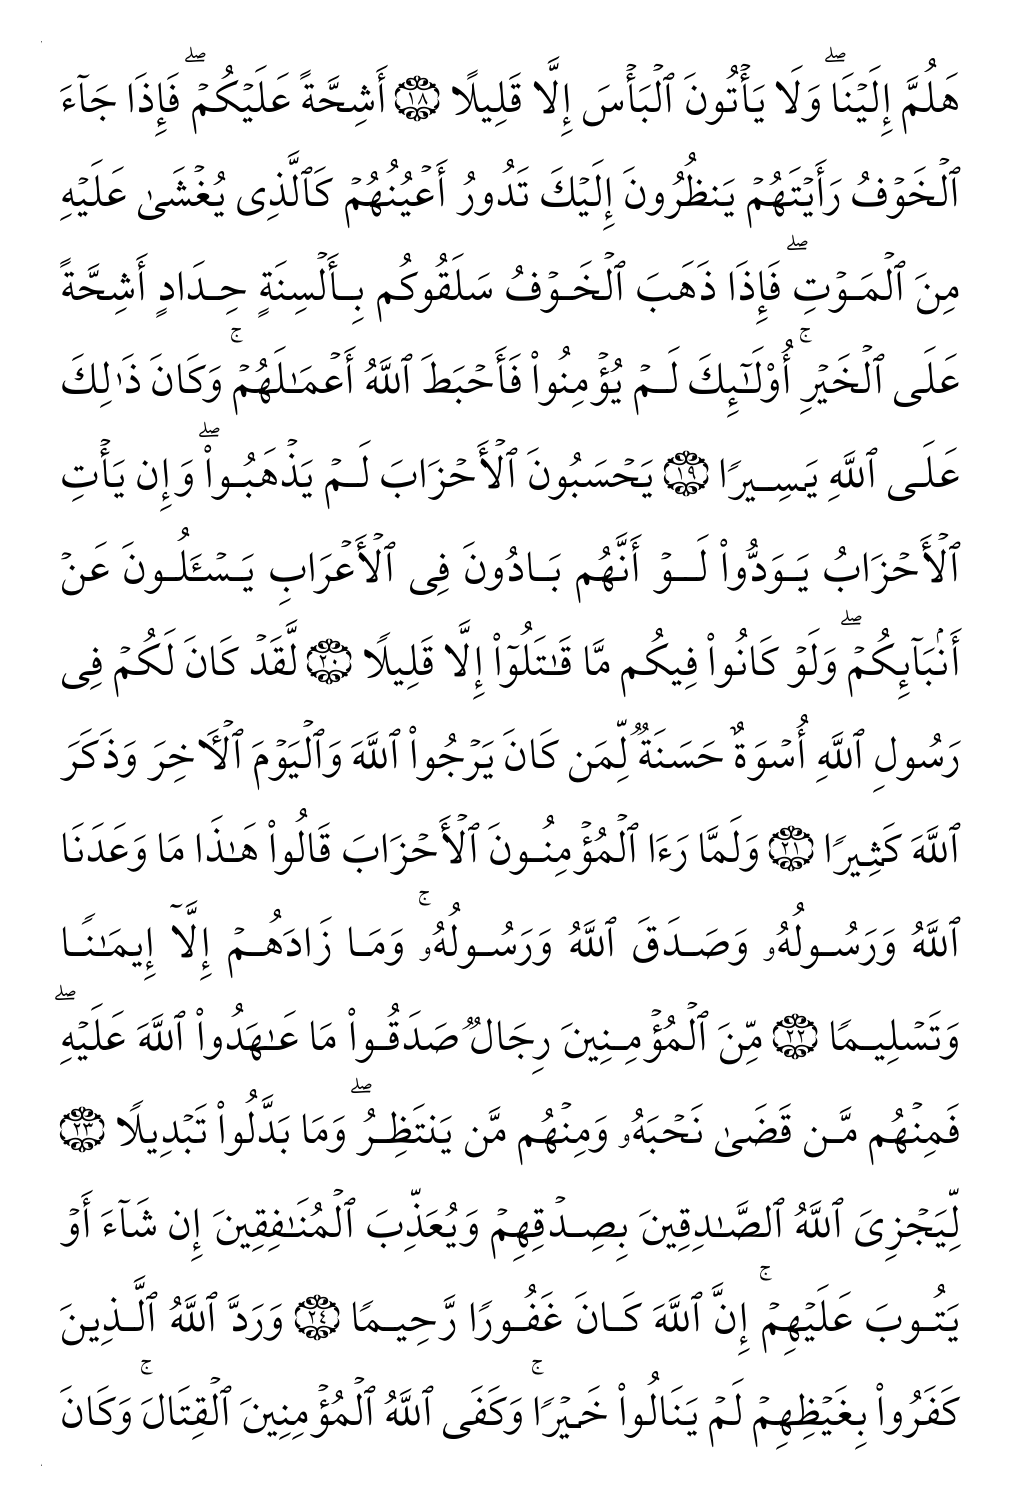 هَلُمَّ إِلَيۡنَاۖ وَلَا يَأۡتُونَ ٱلۡبَأۡسَ إِلَّا قَلِيلًا ١٨ أَشِحَّةً عَلَيۡكُمۡۖ فَإِذَا جَآءَ
ٱلۡخَوۡفُ رَأَيۡتَهُمۡ يَنظُرُونَ إِلَيۡكَ تَدُورُ أَعۡيُنُهُمۡ كَٱلَّذِي يُغۡشَىٰ عَلَيۡهِ
مِنَ ٱلۡمَوۡتِۖ فَإِذَا ذَهَبَ ٱلۡخَوۡفُ سَلَقُوكُم بِأَلۡسِنَةٍ حِدَادٍ أَشِحَّةً
عَلَى ٱلۡخَيۡرِۚ أُوْلَٰٓئِكَ لَمۡ يُؤۡمِنُواْ فَأَحۡبَطَ ٱللَّهُ أَعۡمَٰلَهُمۡۚ وَكَانَ ذَٰلِكَ
عَلَى ٱللَّهِ يَسِيرًا ١٩ يَحۡسَبُونَ ٱلۡأَحۡزَابَ لَمۡ يَذۡهَبُواْۖ وَإِن يَأۡتِ
ٱلۡأَحۡزَابُ يَوَدُّواْ لَوۡ أَنَّهُم بَادُونَ فِي ٱلۡأَعۡرَابِ يَسۡـَٔلُونَ عَنۡ
أَنۢبَآئِكُمۡۖ وَلَوۡ كَانُواْ فِيكُم مَّا قَٰتَلُوٓاْ إِلَّا قَلِيلًا ٢٠ لَّقَدۡ كَانَ لَكُمۡ فِي
رَسُولِ ٱللَّهِ أُسۡوَةٌ حَسَنَةٞ لِّمَن كَانَ يَرۡجُواْ ٱللَّهَ وَٱلۡيَوۡمَ ٱلۡأٓخِرَ وَذَكَرَ
ٱللَّهَ كَثِيرًا ٢١ وَلَمَّا رَءَا ٱلۡمُؤۡمِنُونَ ٱلۡأَحۡزَابَ قَالُواْ هَٰذَا مَا وَعَدَنَا
ٱللَّهُ وَرَسُولُهُۥ وَصَدَقَ ٱللَّهُ وَرَسُولُهُۥۚ وَمَا زَادَهُمۡ إِلَّآ إِيمَٰنًا
وَتَسۡلِيمًا ٢٢ مِّنَ ٱلۡمُؤۡمِنِينَ رِجَالٞ صَدَقُواْ مَا عَٰهَدُواْ ٱللَّهَ عَلَيۡهِۖ
فَمِنۡهُم مَّن قَضَىٰ نَحۡبَهُۥ وَمِنۡهُم مَّن يَنتَظِرُۖ وَمَا بَدَّلُواْ تَبۡدِيلًا ٢٣
لِّيَجۡزِيَ ٱللَّهُ ٱلصَّٰدِقِينَ بِصِدۡقِهِمۡ وَيُعَذِّبَ ٱلۡمُنَٰفِقِينَ إِن شَآءَ أَوۡ
يَتُوبَ عَلَيۡهِمۡۚ إِنَّ ٱللَّهَ كَانَ غَفُورًا رَّحِيمًا ٢٤ وَرَدَّ ٱللَّهُ ٱلَّذِينَ
كَفَرُواْ بِغَيۡظِهِمۡ لَمۡ يَنَالُواْ خَيۡرًاۚ وَكَفَى ٱللَّهُ ٱلۡمُؤۡمِنِينَ ٱلۡقِتَالَۚ وَكَانَ